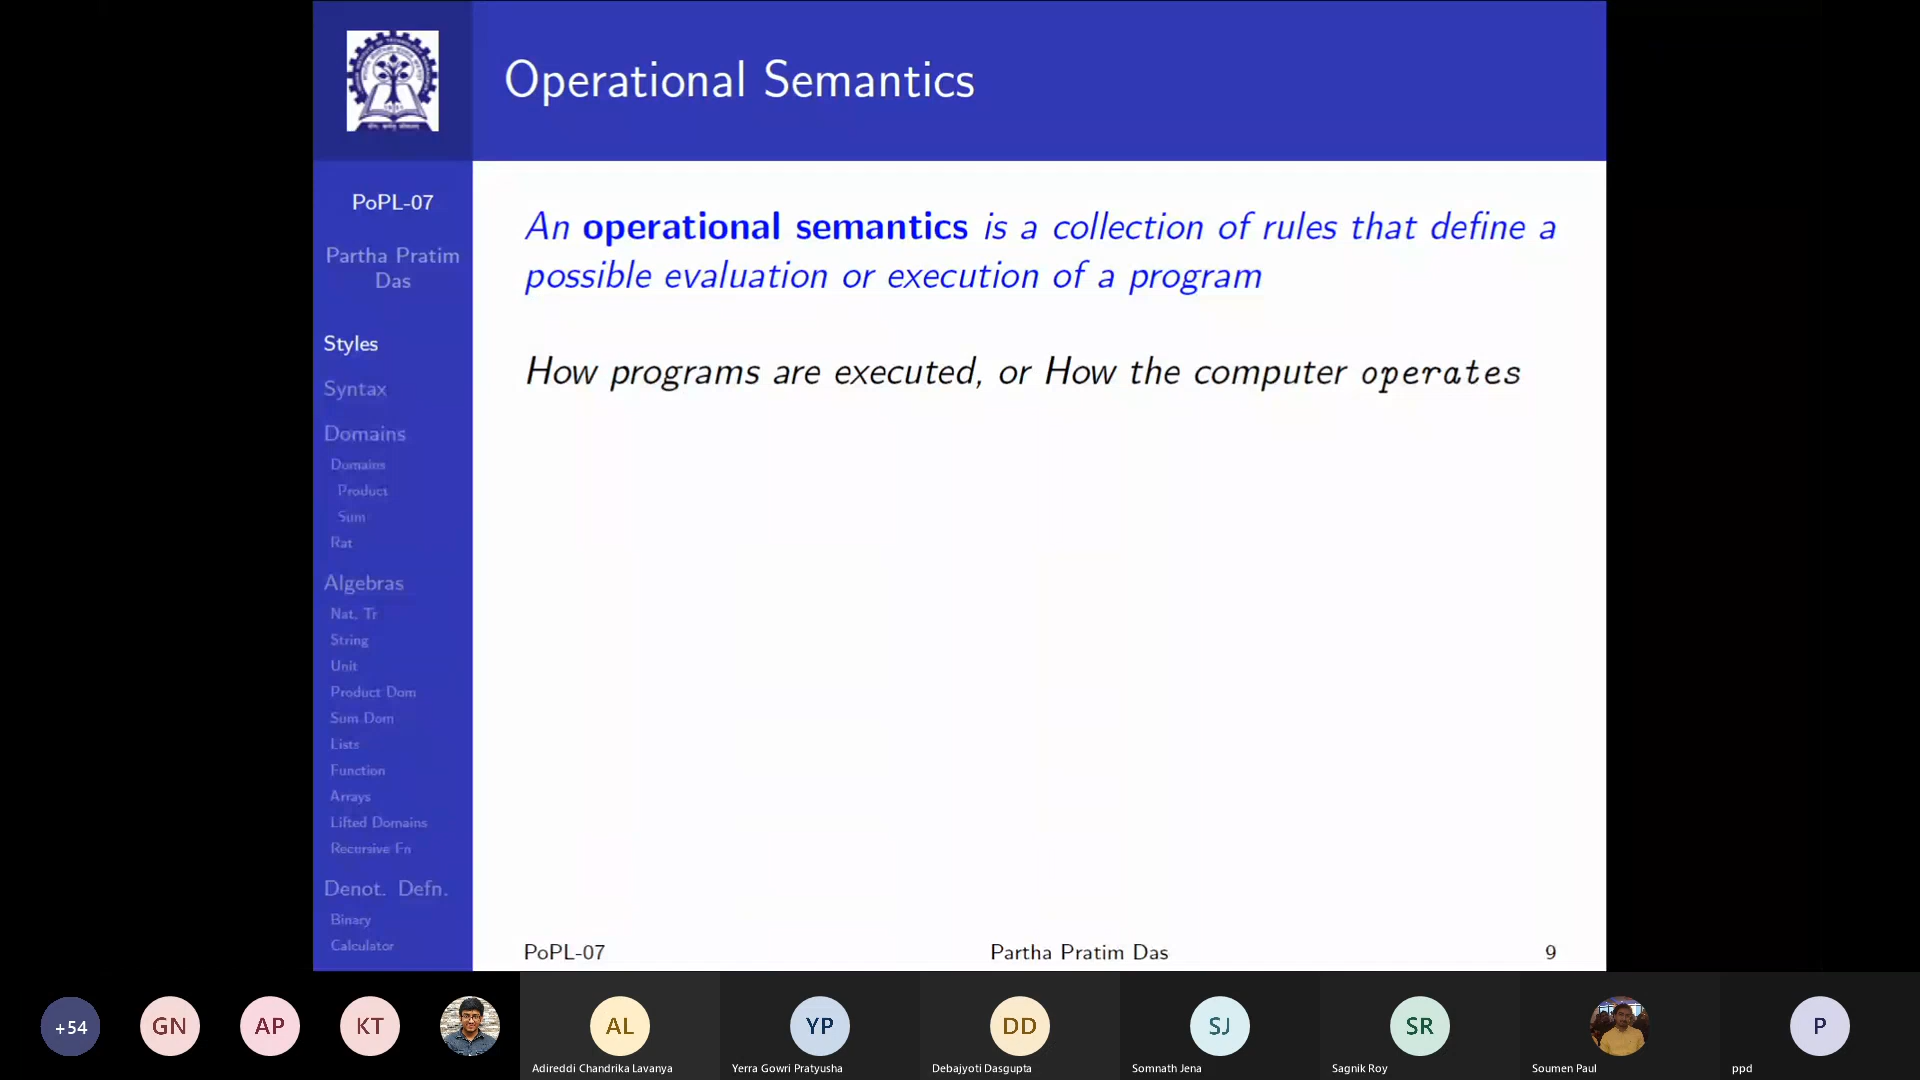 Operational Semantics
PoPL-07
Partha Pratim
Das
Styles
Syntax
Domains
Domains
Product
Sum
Rat
Algebras
Nat. Tr
String
Unit
Product Dom
Sum Dom
Lists
Function
Arrays
Lifted Domains
Recursive Fn
Denot. Defn.
Binary
Calculator
An operational semantics is a collection of rules that define a
possible evaluation or execution of a program
How programs are executed, or How the computer operates
PoPL-07 Partha Pratim Das 9
+54 GN AP KT AL YP DD SJ SR P
Adireddi Chandrika Lavanya Yerra Gowri Pratyusha Debajyoti Dasgupta Somnath Jena Sagnik Roy Soumen Paul ppd